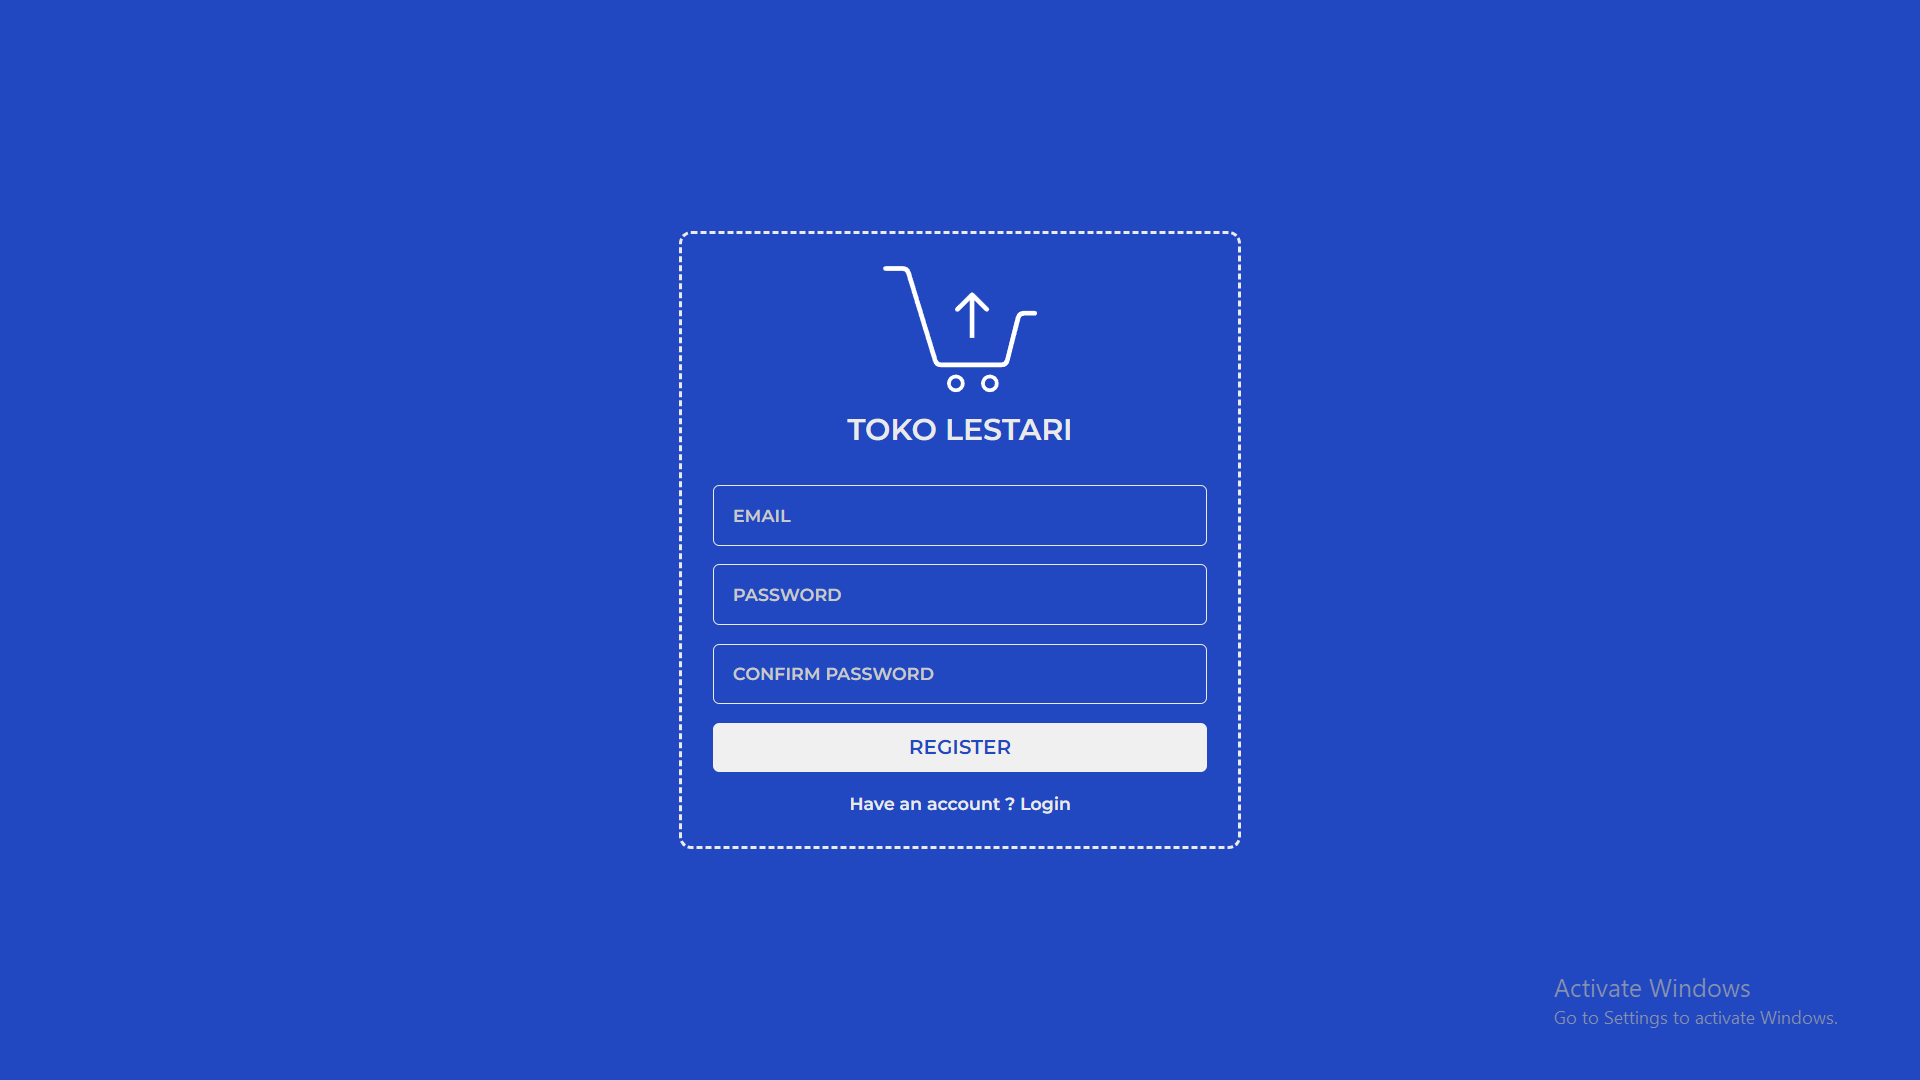 TOKO LESTARI
EMAIL
PASSWORD
CONFIRM PASSWORD
REGISTER
Have an account ? Login
Activate Windows
Go to Settings to activate Windows.